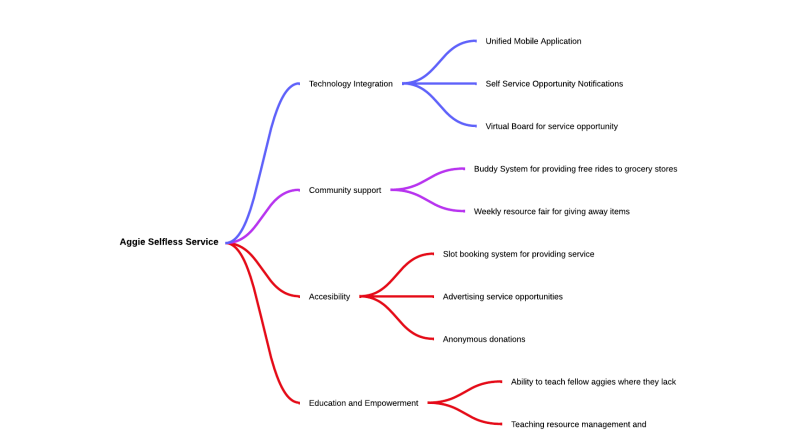 Unified Mobile Application
Technology Integration
Self Service Opportunity Notifications
Virtual Board for service opportunity
Buddy System for providing free rides to grocery stores
Community support
Weekly resource fair for giving away items
Aggie Selfless Service
Slot booking system for providing service
Accesibility
Advertising service opportunities
Anonymous donations
Ability to teach fellow aggies where they lack
Education and Empowerment
Teaching resource management and